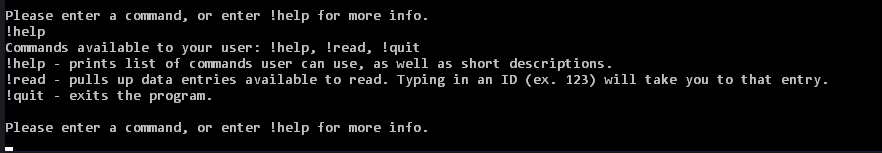 Please enter a command, or enter !help for more info.
!help
Commands available to your user: !help, !read, !quit
!help - prints list of commands user can use, as well as short descriptions.
!read - pulls up data entries available to read. Typing in an ID (ex. 123) will take you to that entry.
!quit - exits the program.
Please enter a command, or enter !help for more info.